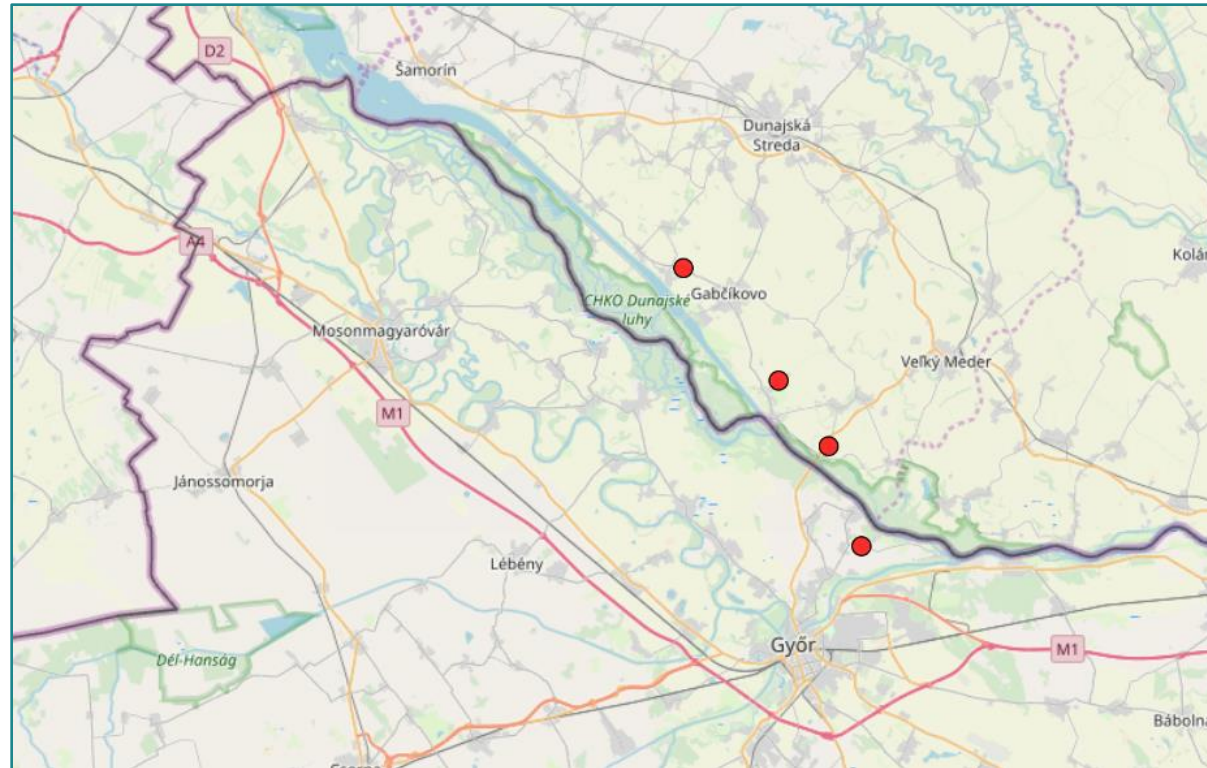 D2
Šamorín
Dunajská
Streda
A4
Kolár
Gabčíkovo
CHKO Dunajské
luhy
Mosonmagyaróvár
Veľký Meder
M1
Jánossomorja
Lébény
Győr
M1
Dél-Hanság
Bábolna